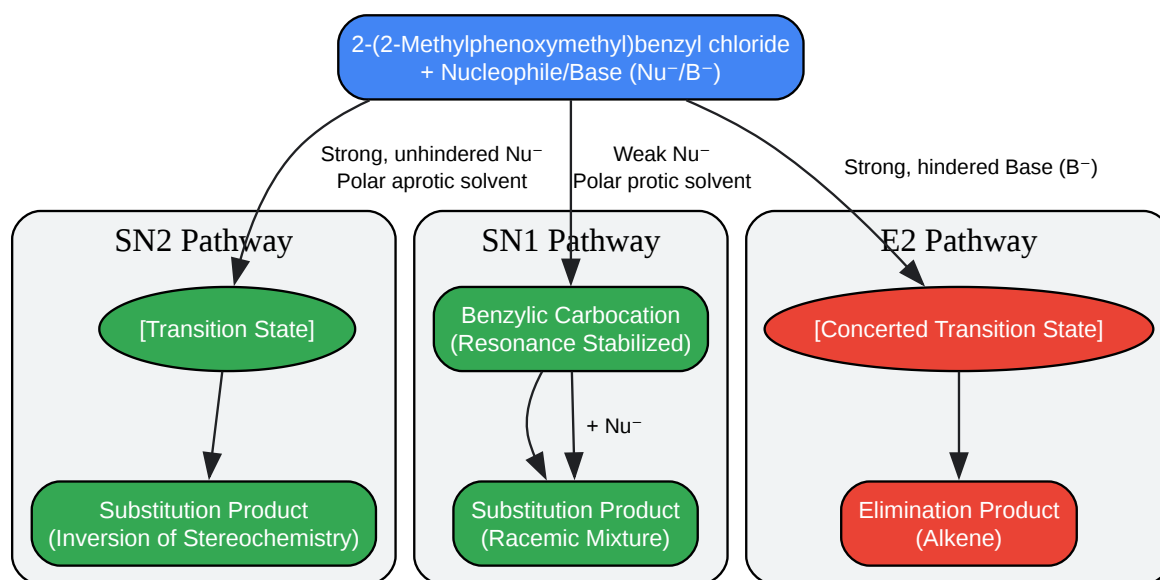 2-(2-Methylphenoxymethyl)benzyl chloride
+ Nucleophile/Base (Nu⁻/B⁻)
Strong, unhindered Nu⁻
Polar aprotic solvent
Weak Nu⁻
Polar protic solvent
Strong, hindered Base (B⁻)
SN2 Pathway
SN1 Pathway
E2 Pathway
[Transition State]
Benzylic Carbocation
(Resonance Stabilized)
[Concerted Transition State]
+ Nu⁻
Substitution Product
(Inversion of Stereochemistry)
Substitution Product
(Racemic Mixture)
Elimination Product
(Alkene)